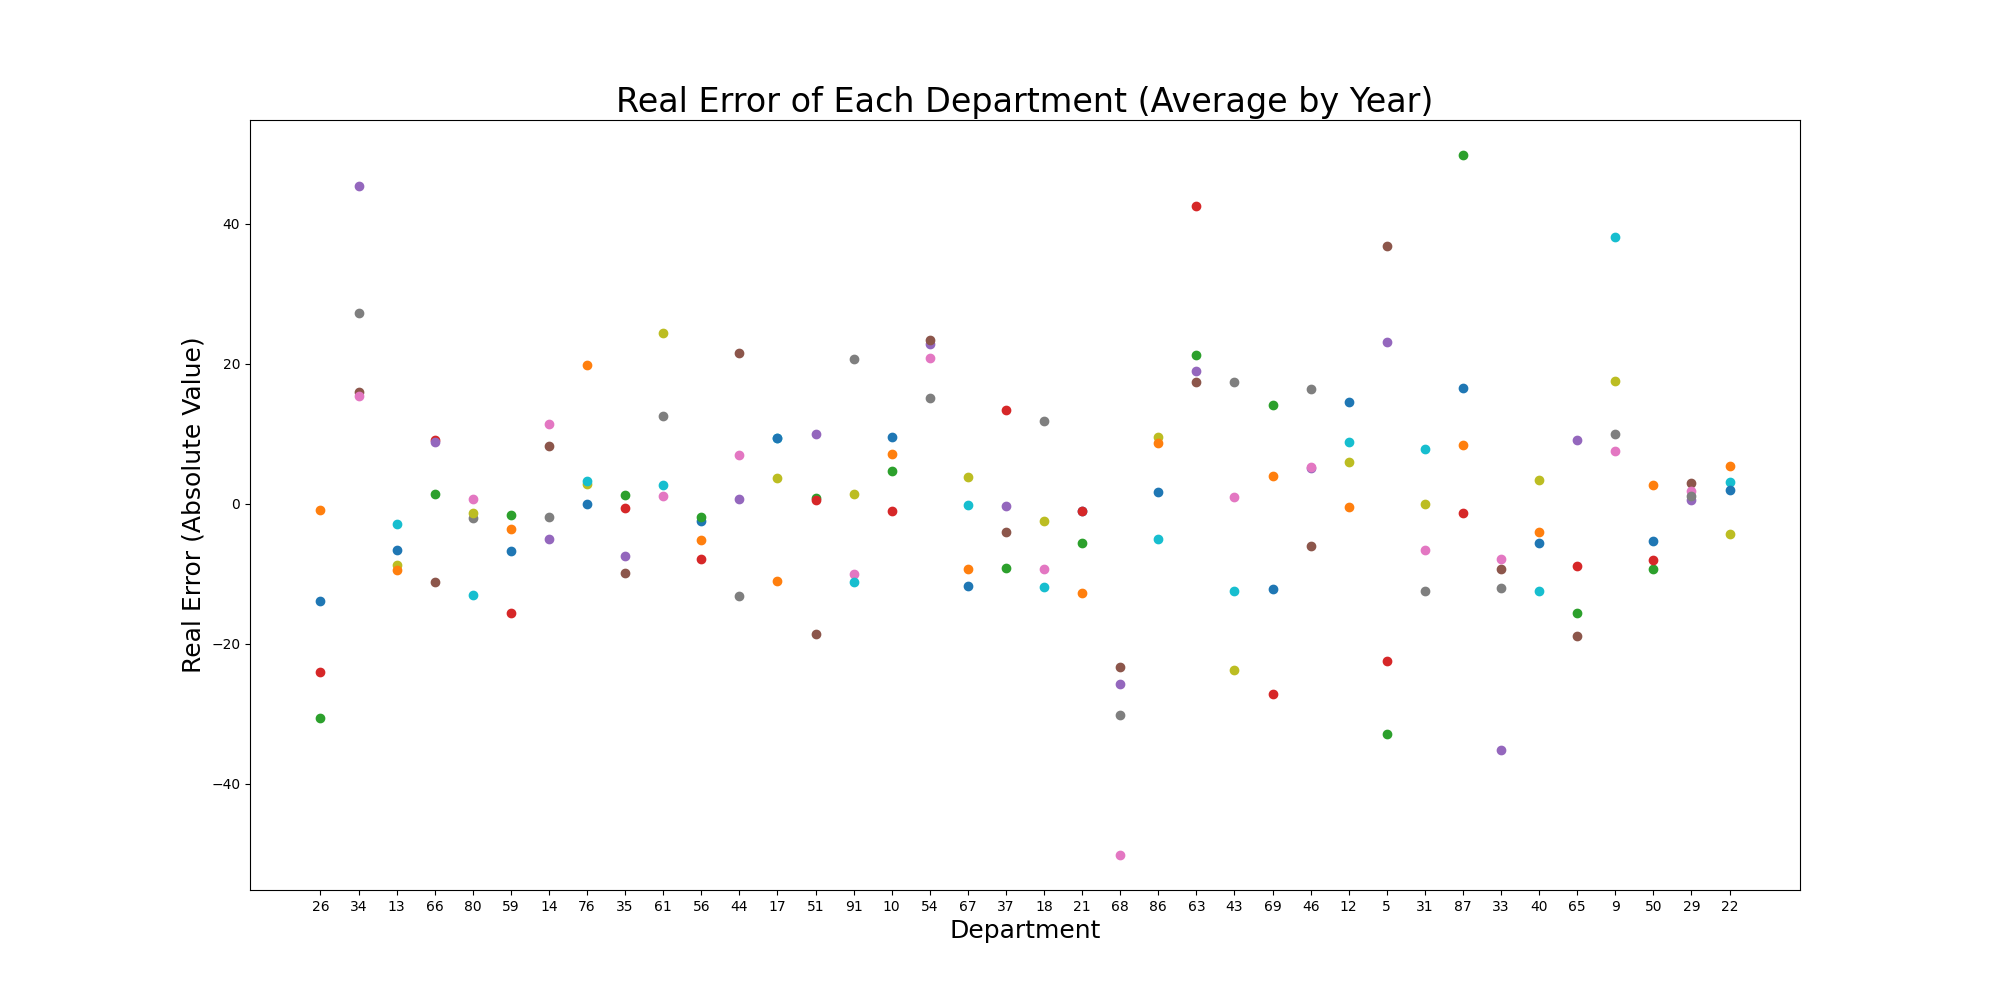 Real Error of Each Department (Average by Year)
Real Error (Absolute Value)
40
20
0
−20
−40
26 34 13 66 80 59 14 76 35 61 56 44 17 51 91 10 54 67 37 18 21 68 86 63 43 69 46 12 5 31 87 33 40 65 9 50 29 22
Department